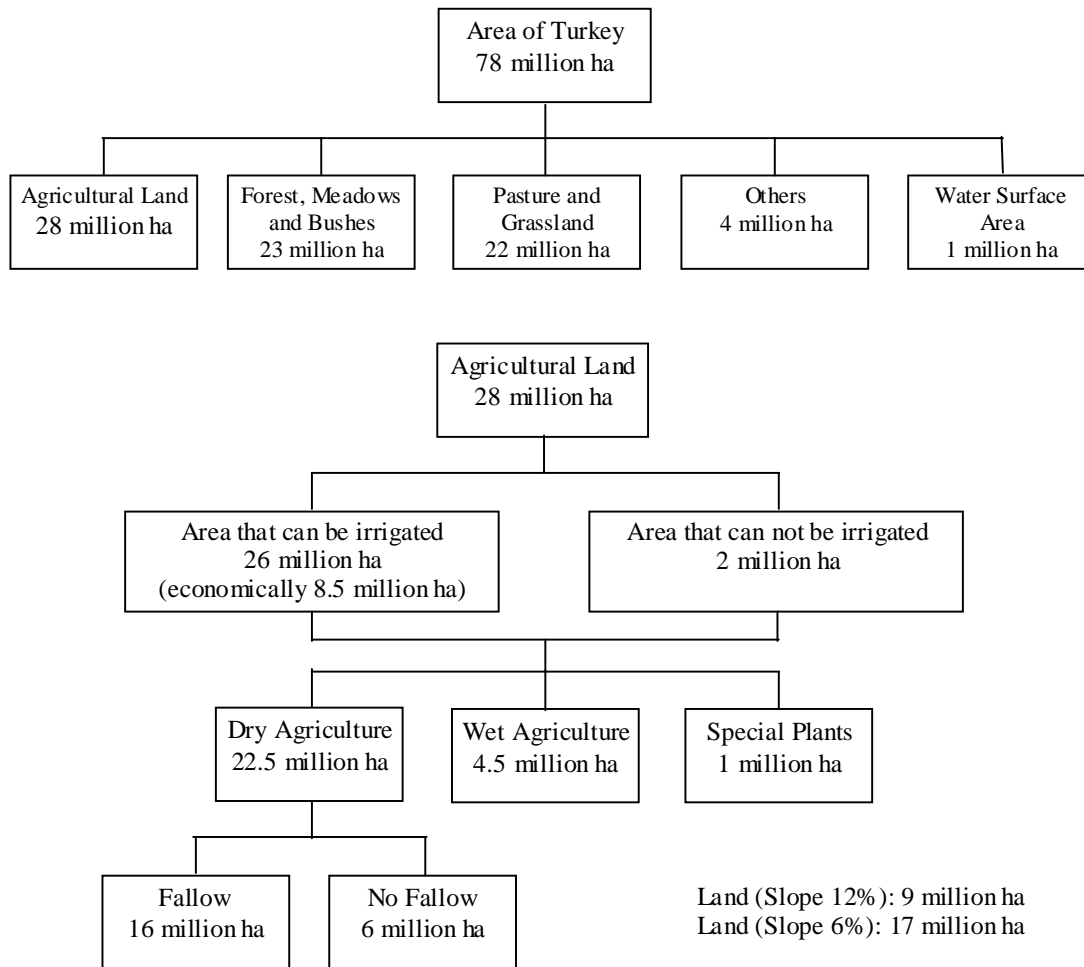 Area of Turkey
78 million ha
Agricultural Land
28 million ha
Forest, Meadows
and Bushes
23 million ha
Pasture and
Grassland
22 million ha
Others
4 million ha
Water Surface
Area
1 million ha
Agricultural Land
28 million ha
Area that can be irrigated
26 million ha
(economically 8.5 million ha)
Area that can not be irrigated
2 million ha
Dry Agriculture
22.5 million ha
Wet Agriculture
4.5 million ha
Special Plants
1 million ha
Fallow
16 million ha
No Fallow
6 million ha
Land (Slope 12%): 9 million ha
Land (Slope 6%): 17 million ha